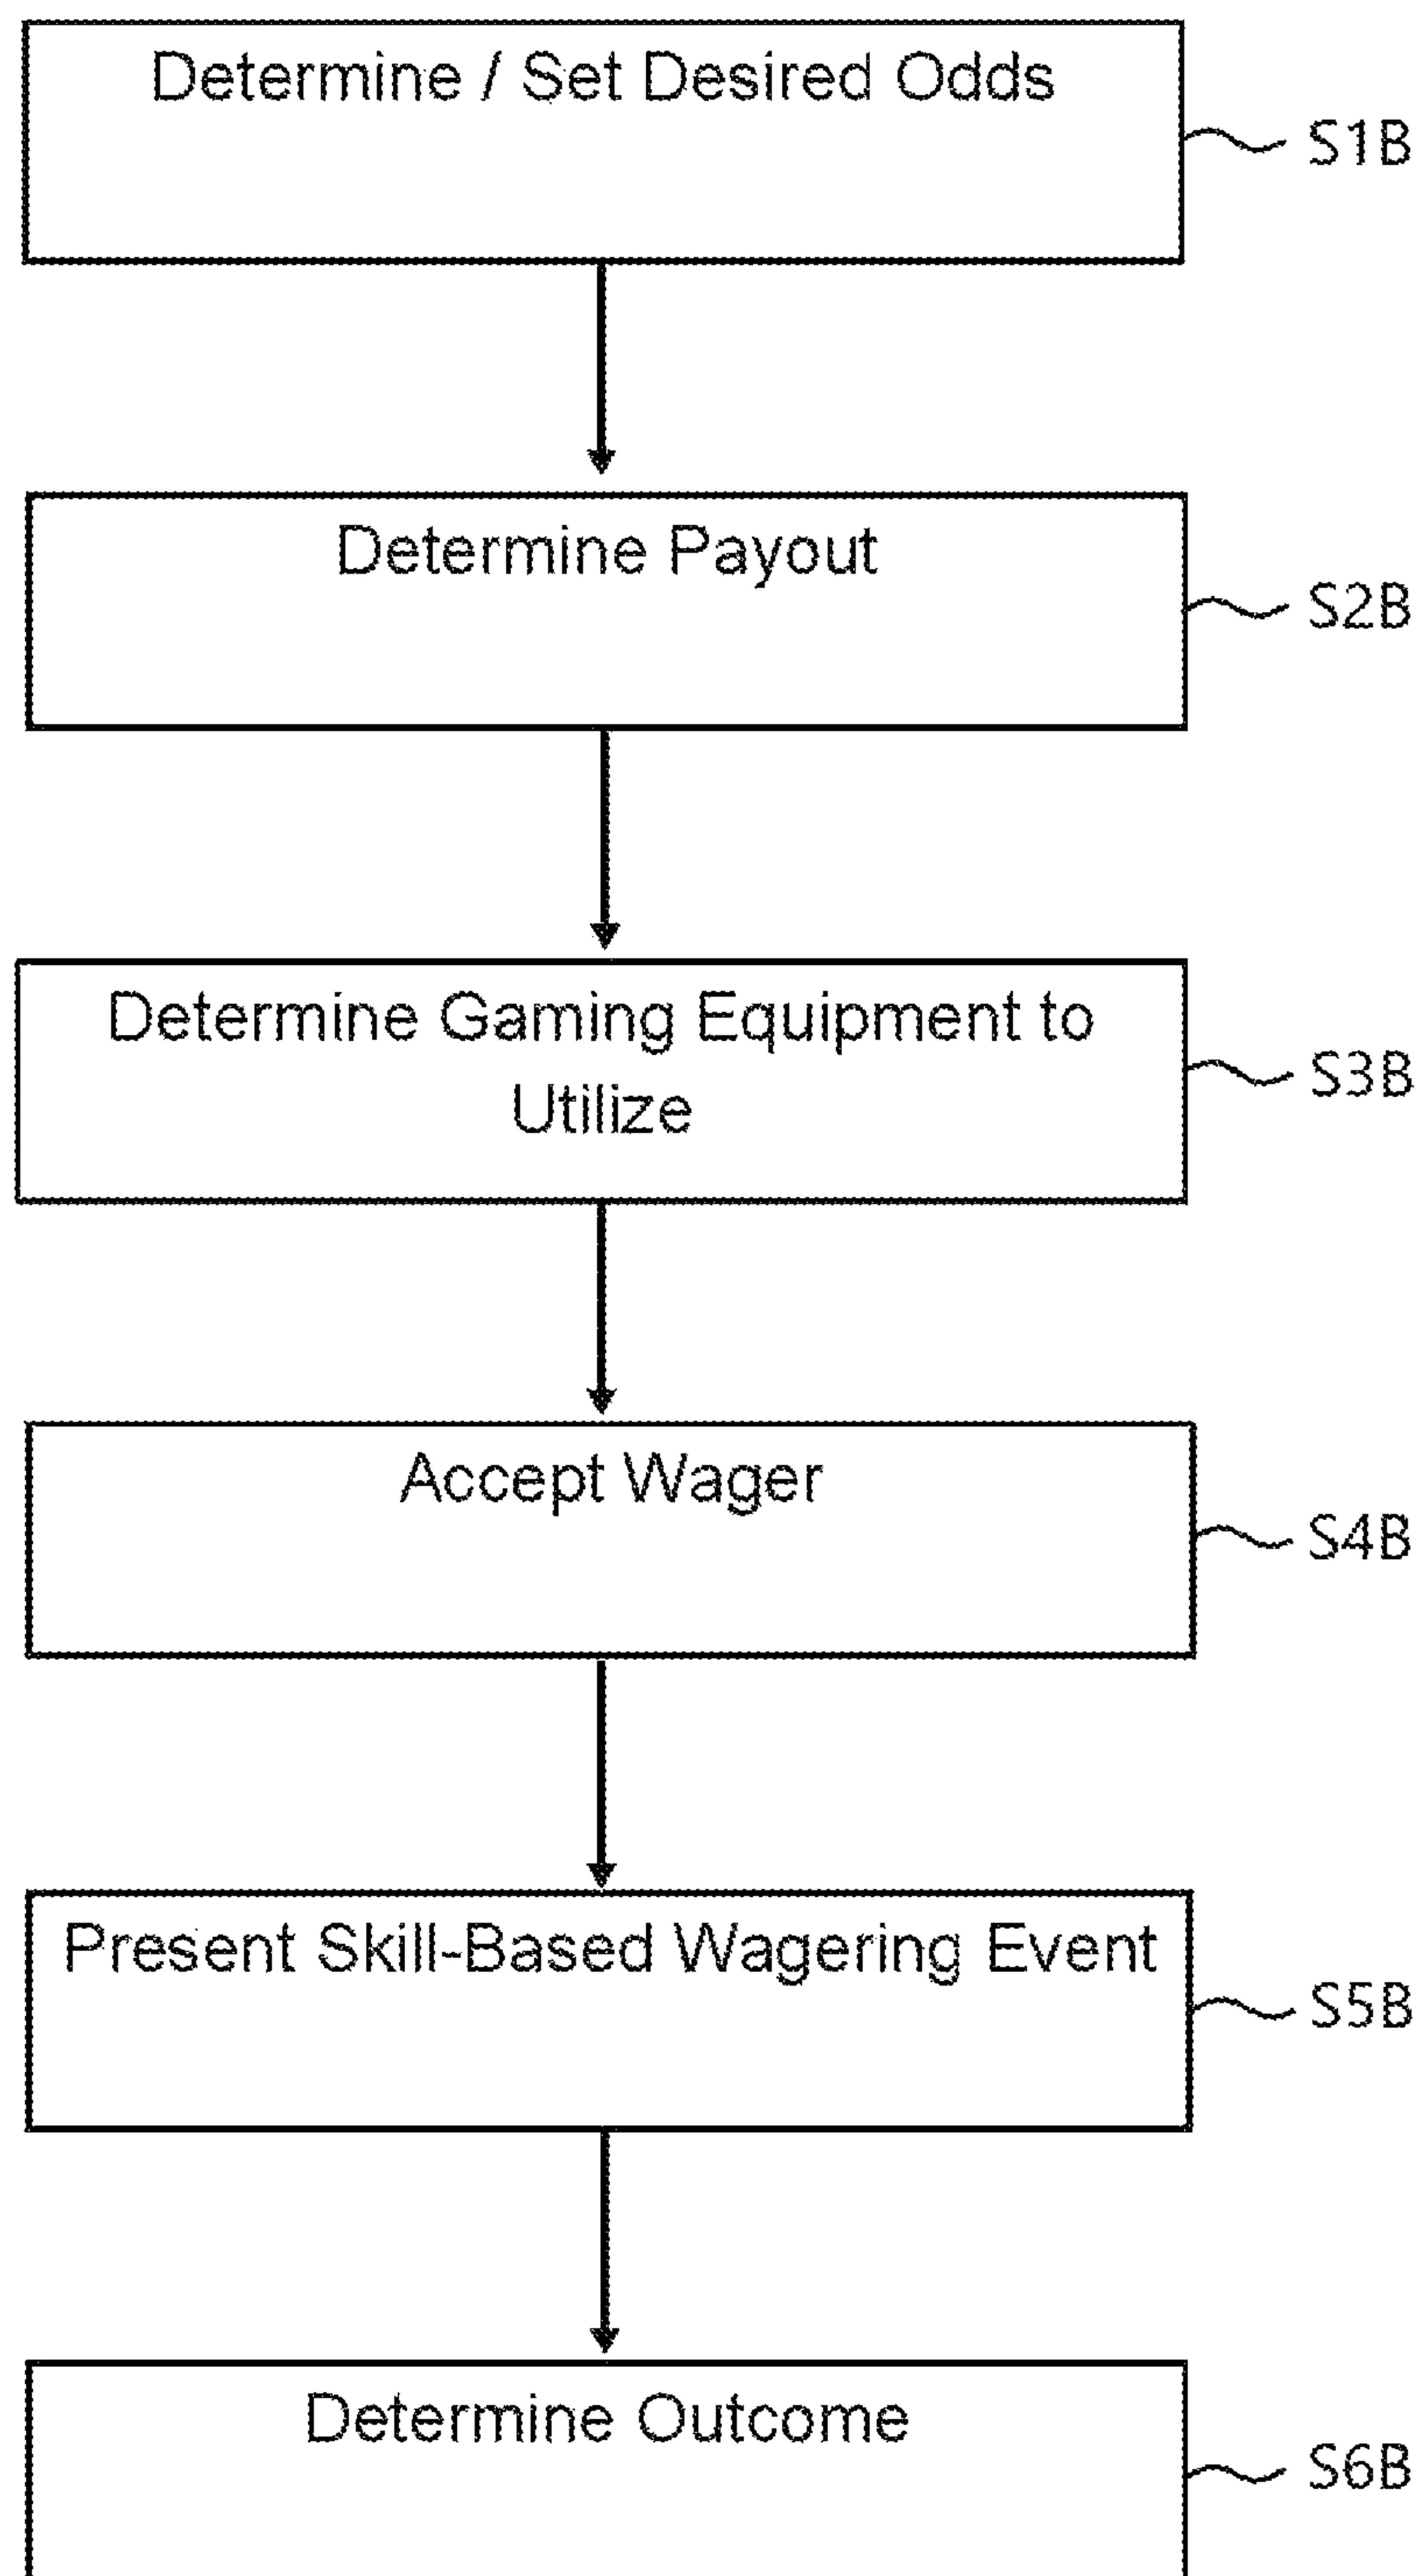 Determine / Set Desired Odds
S1B
Determine Payout
S2B
Determine Gaming Equipment to
Utilize
S3B
Accept Wager
S4B
Present Skill-Based Wagering Event
S5B
Determine Outcome
S6B